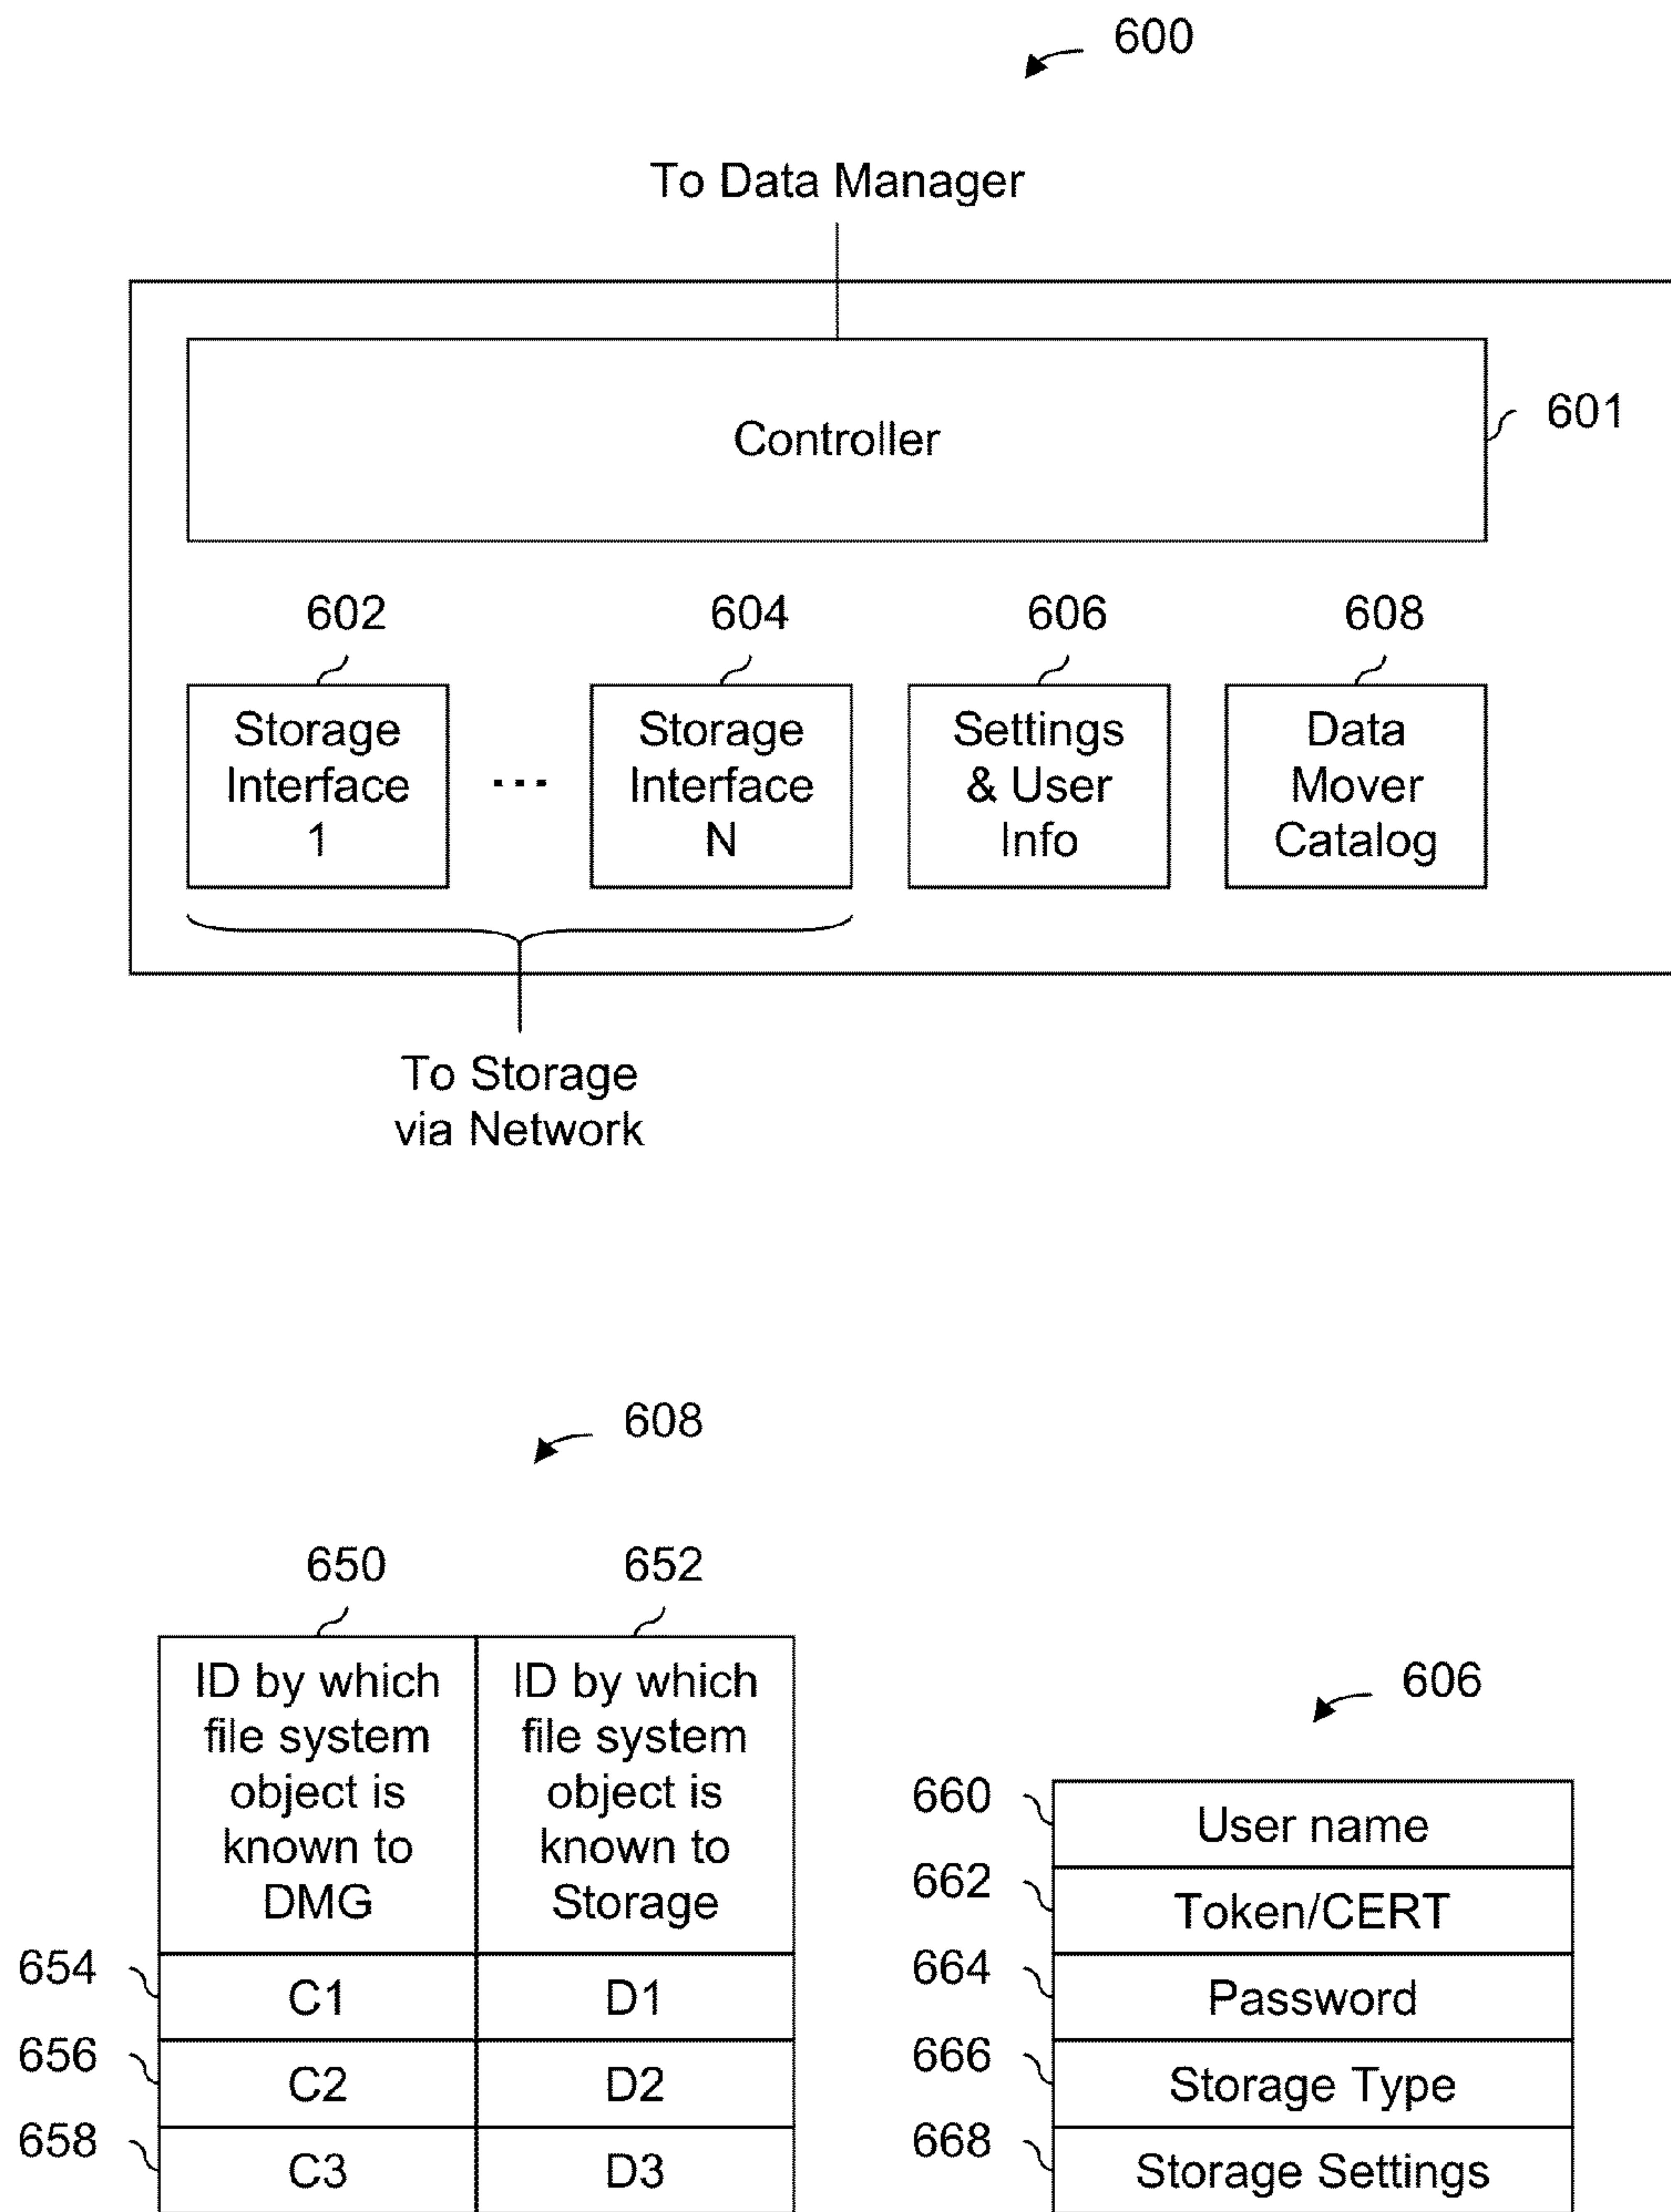 600
To Data Manager
Controller
601
602
604
606
608
Storage
Interface
1
...
Storage
Interface
N
Settings
& User
Info
Data
Mover
Catalog
To Storage
via Network
608
650
652
ID by which
file system
object is
known to
DMG
ID by which
file system
object is
known to
Storage
654
C1
D1
656
C2
D2
658
C3
D3
606
660
User name
662
Token/CERT
664
Password
666
Storage Type
668
Storage Settings